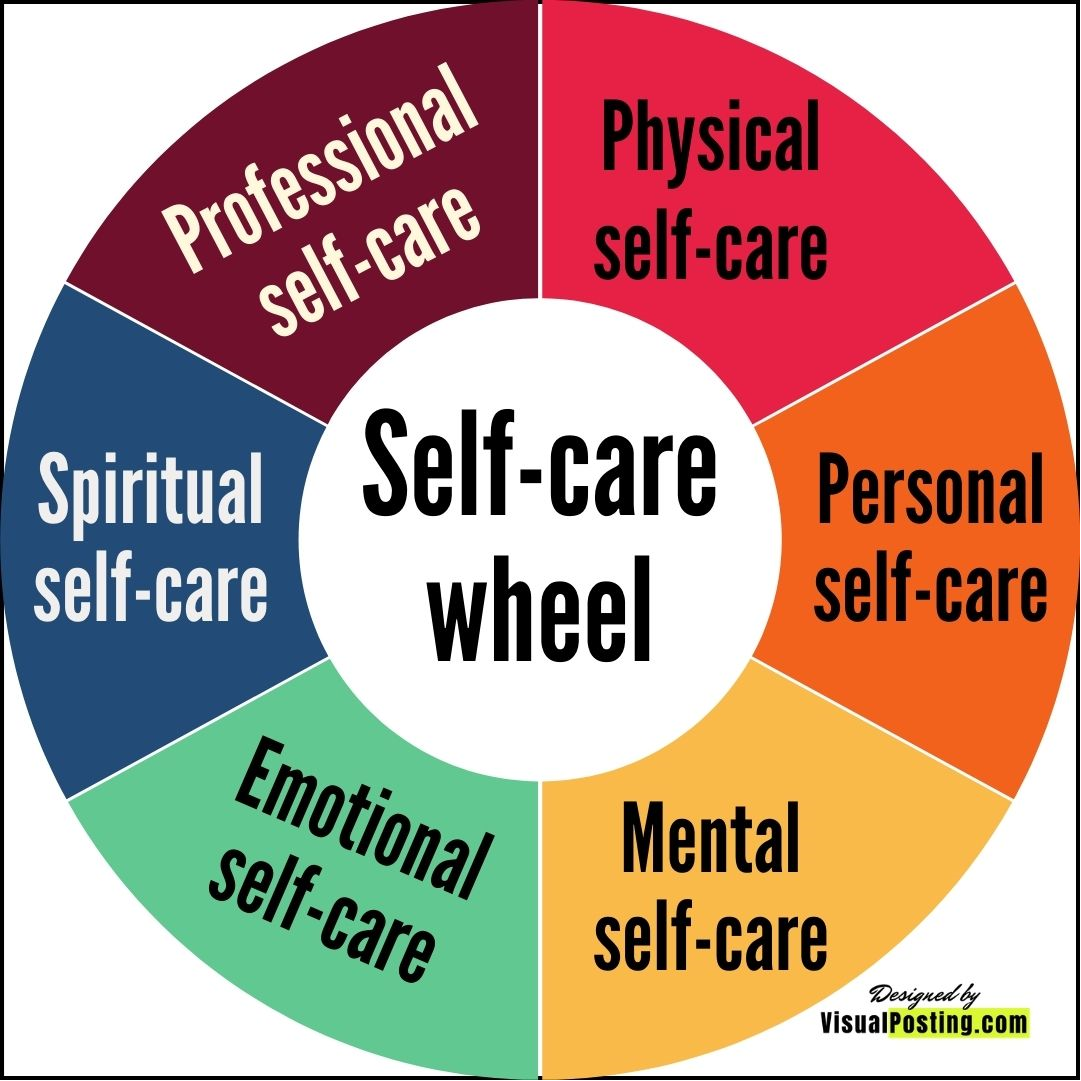 Professional
self-care
Physical
self-care
Spiritual
self-care
Self-care
wheel
Personal
self-care
Emotional
self-care
Mental
self-care
Designed by
VisualPosting.com